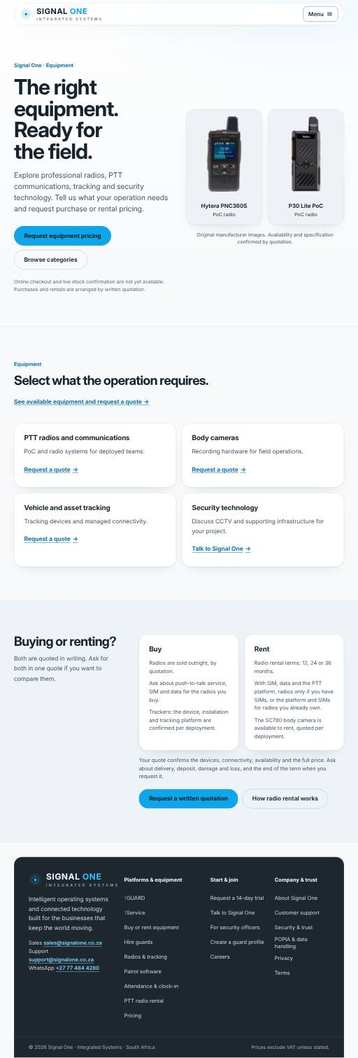 SIGNAL ONE
INTEGRATED SYSTEMS
Menu
Signal One · Equipment
The right
equipment.
Ready for
the field.
Explore professional radios, PTT
communications, tracking and security
technology. Tell us what your operation needs
and request purchase or rental pricing.
Request equipment pricing
Browse categories
Online checkout and live stock confirmation are not yet available.
Purchases and rentals are arranged by written quotation.
Hytera PNC360S
PoC radio
P30 Lite PoC
PoC radio
Original manufacturer images. Availability and specification
confirmed by quotation.
Equipment
Select what the operation requires.
See available equipment and request a quote →
PTT radios and communications
PoC and radio systems for deployed teams.
Request a quote →
Body cameras
Recording hardware for field operations.
Request a quote →
Vehicle and asset tracking
Tracking devices and managed connectivity.
Request a quote →
Security technology
Discuss CCTV and supporting infrastructure for
your project.
Talk to Signal One →
Buying or renting?
Both are quoted in writing. Ask for
both in one quote if you want to
compare them.
Buy
Radios are sold outright, by
quotation.
Ask about push-to-talk service,
SIM and data for the radios you
buy.
Trackers: the device, installation
and tracking platform are
confirmed per deployment.
Rent
Radio rental terms: 12, 24 or 36
months.
With SIM, data and the PTT
platform, radios only if you have
SIMs, or the platform and SIMs
for radios you already own.
The SC780 body camera is
available to rent, quoted per
deployment.
Your quote confirms the devices, connectivity, availability and the full price. Ask
about delivery, deposit, damage and loss, and the end of the term when you
request it.
Request a written quotation
How radio rental works
SIGNAL ONE
INTEGRATED SYSTEMS
Intelligent operating systems
and connected technology
built for the businesses that
keep the world moving.
Sales sales@signalone.co.za
Support
support@signalone.co.za
WhatsApp +27 77 484 4280
Platforms & equipment
iGUARD
iService
Buy or rent equipment
Hire guards
Radios & tracking
Patrol software
Attendance & clock-in
PTT radio rental
Pricing
Start & join
Request a 14-day trial
Talk to Signal One
For security officers
Create a guard profile
Careers
Company & trust
About Signal One
Customer support
Security & trust
POPIA & data
handling
Privacy
Terms
© 2026 Signal One · Integrated Systems · South Africa
Prices exclude VAT unless stated.